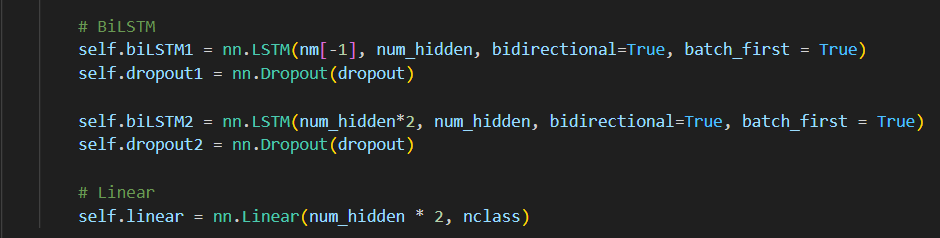 # BiLSTM
self.biLSTM1 = nn.LSTM(nm[-1], num_hidden, bidirectional=True, batch_first = True)
self.dropout1 = nn.Dropout(dropout)
self.biLSTM2 = nn.LSTM(num_hidden*2, num_hidden, bidirectional=True, batch_first = True)
self.dropout2 = nn.Dropout(dropout)
# Linear
self.linear = nn.Linear(num_hidden * 2, nclass)